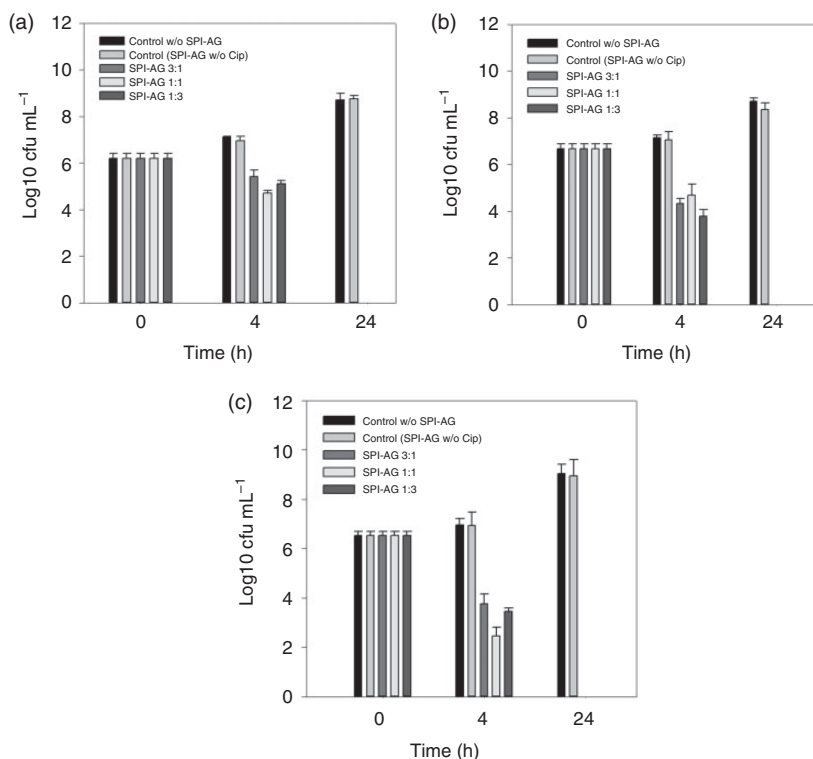 (a)
12
10
8
6
4
2
0
Log10 cfu mL⁻¹
Control w/o SPI-AG
Control (SPI-AG w/o Cip)
SPI-AG 3:1
SPI-AG 1:1
SPI-AG 1:3
0 4 24
Time (h)
(b)
12
10
8
6
4
2
0
Log10 cfu mL⁻¹
Control w/o SPI-AG
Control (SPI-AG w/o Cip)
SPI-AG 3:1
SPI-AG 1:1
SPI-AG 1:3
0 4 24
Time (h)
(c)
12
10
8
6
4
2
0
Log10 cfu mL⁻¹
Control w/o SPI-AG
Control (SPI-AG w/o Cip)
SPI-AG 3:1
SPI-AG 1:1
SPI-AG 1:3
0 4 24
Time (h)